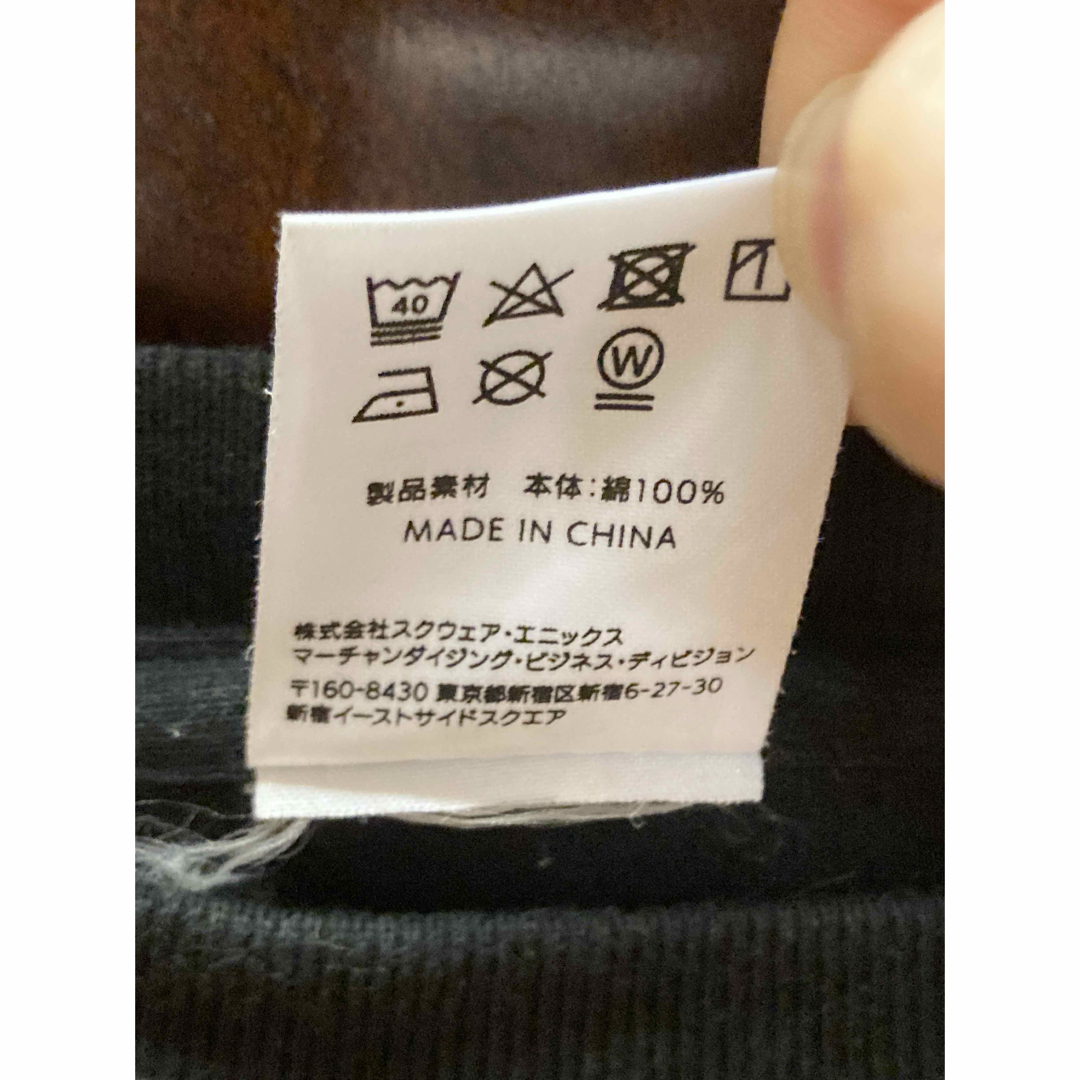 40
W
製品素材 本体:綿100%
MADE IN CHINA
株式会社スクウェア・エニックス
マーチャンダイジング・ビジネス・ディビジョン
〒160-8430 東京都新宿区新宿6-27-30
新宿イーストサイドスクエア